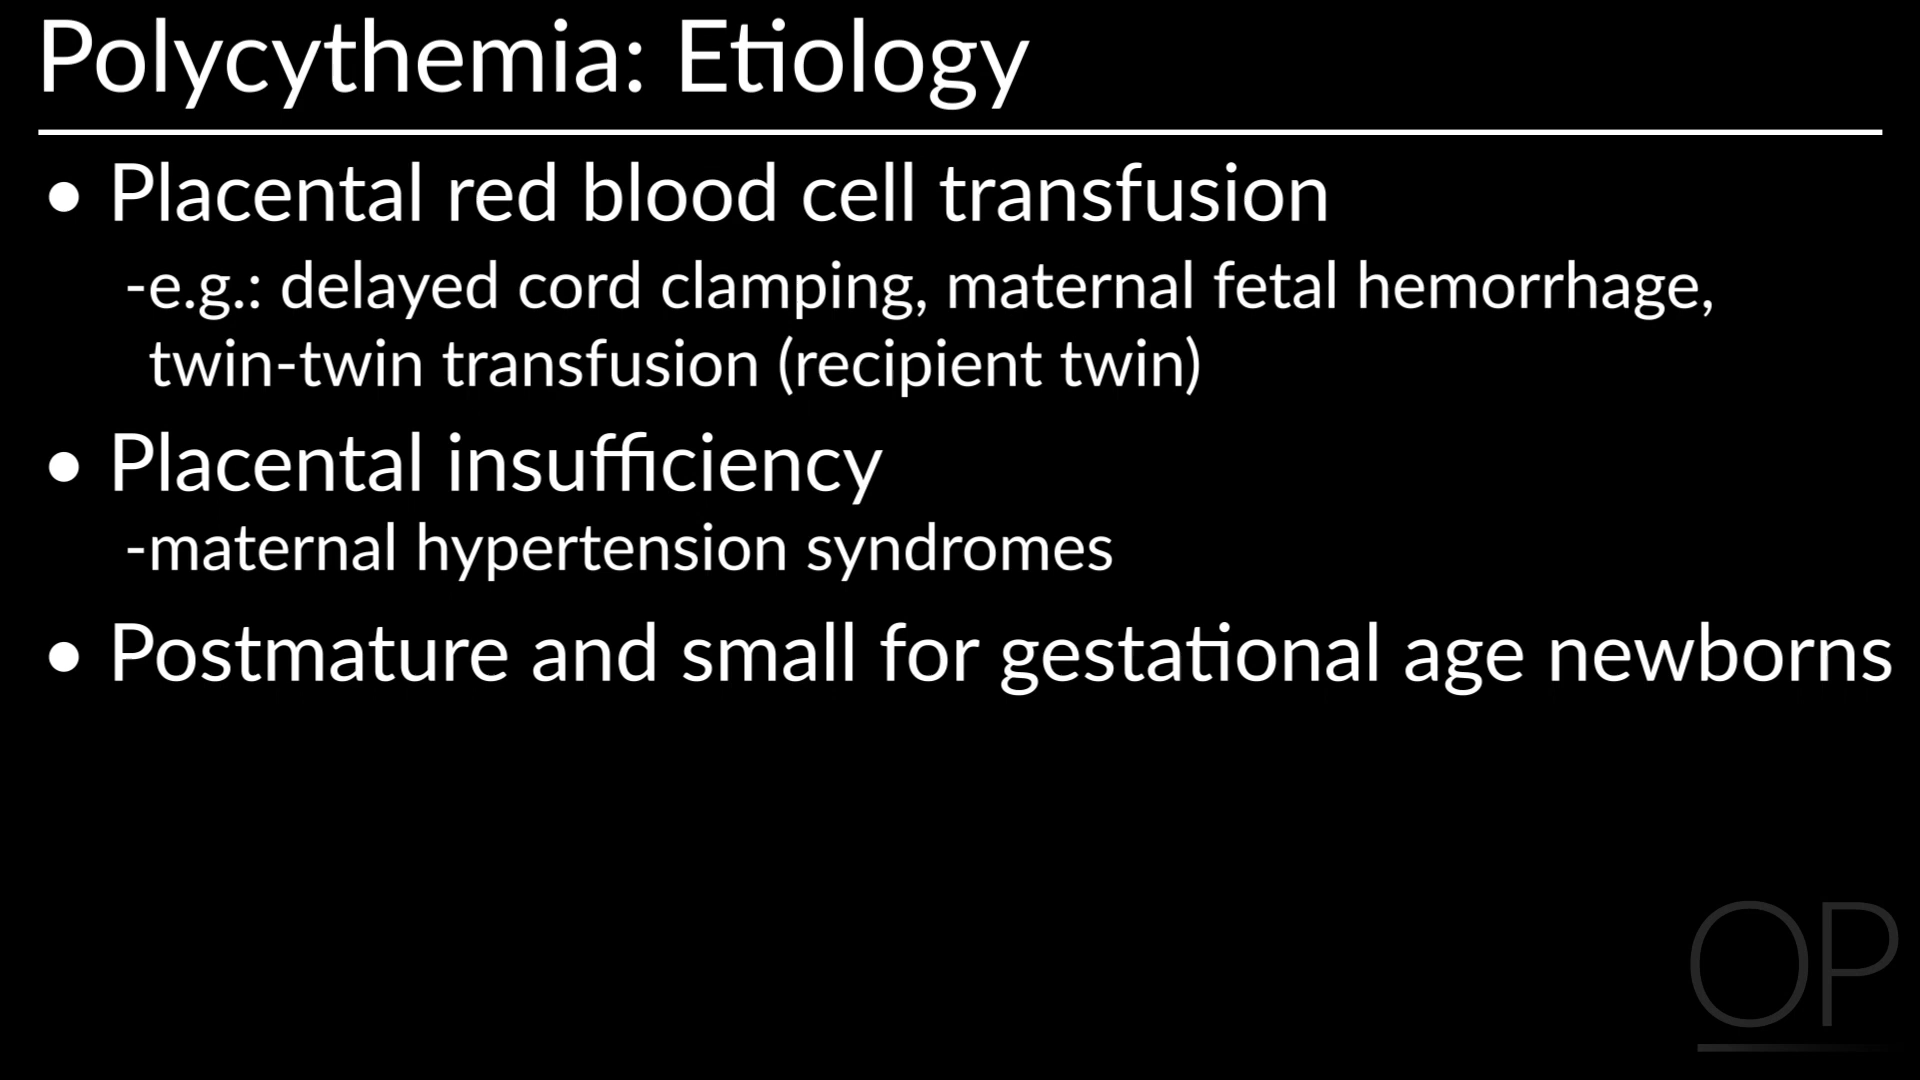 Polycythemia: Etiology
• Placental red blood cell transfusion
-e.g.: delayed cord clamping, maternal fetal hemorrhage,
twin-twin transfusion (recipient twin)
• Placental insufficiency
-maternal hypertension syndromes
• Postmature and small for gestational age newborns
OP